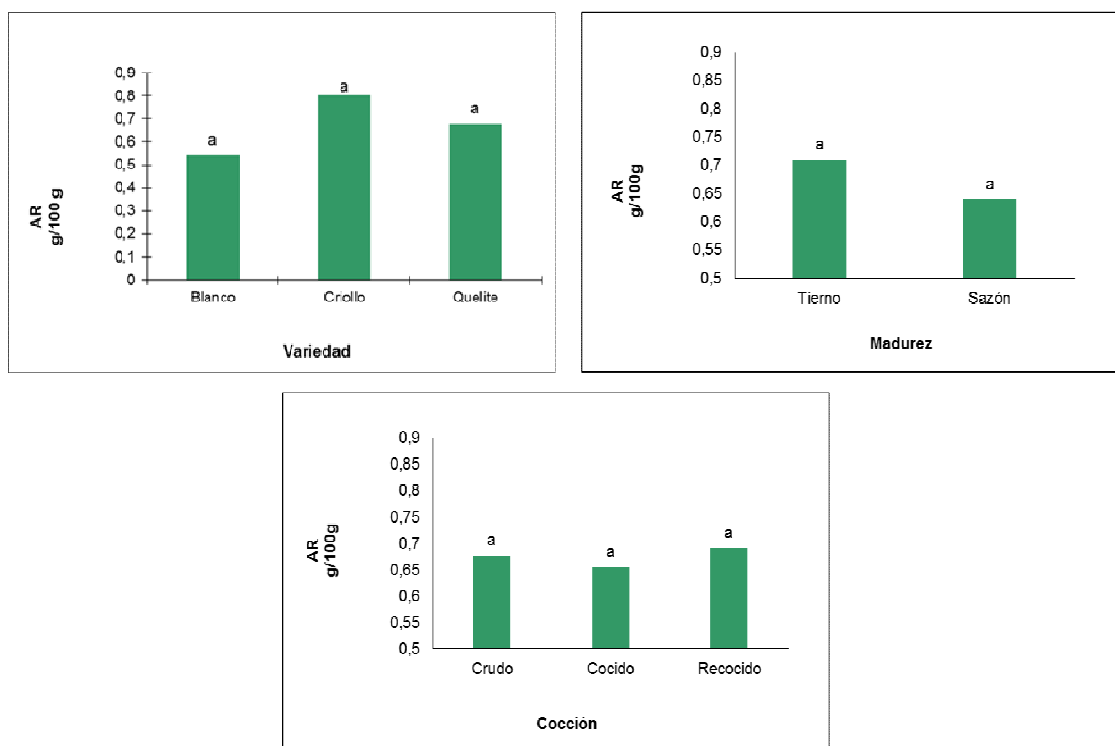 0,9
0,8
0,7
0,6
0,5
0,4
0,3
0,2
0,1
0
AR
g/100 g
a
a
a
Blanco Criollo Quelite
Variedad
0,9
0,85
0,8
0,75
0,7
0,65
0,6
0,55
0,5
AR
g/100g
a
a
Tierno Sazón
Madurez
0,9
0,85
0,8
0,75
0,7
0,65
0,6
0,55
0,5
AR
g/100g
a
a
a
Crudo Cocido Recocido
Cocción